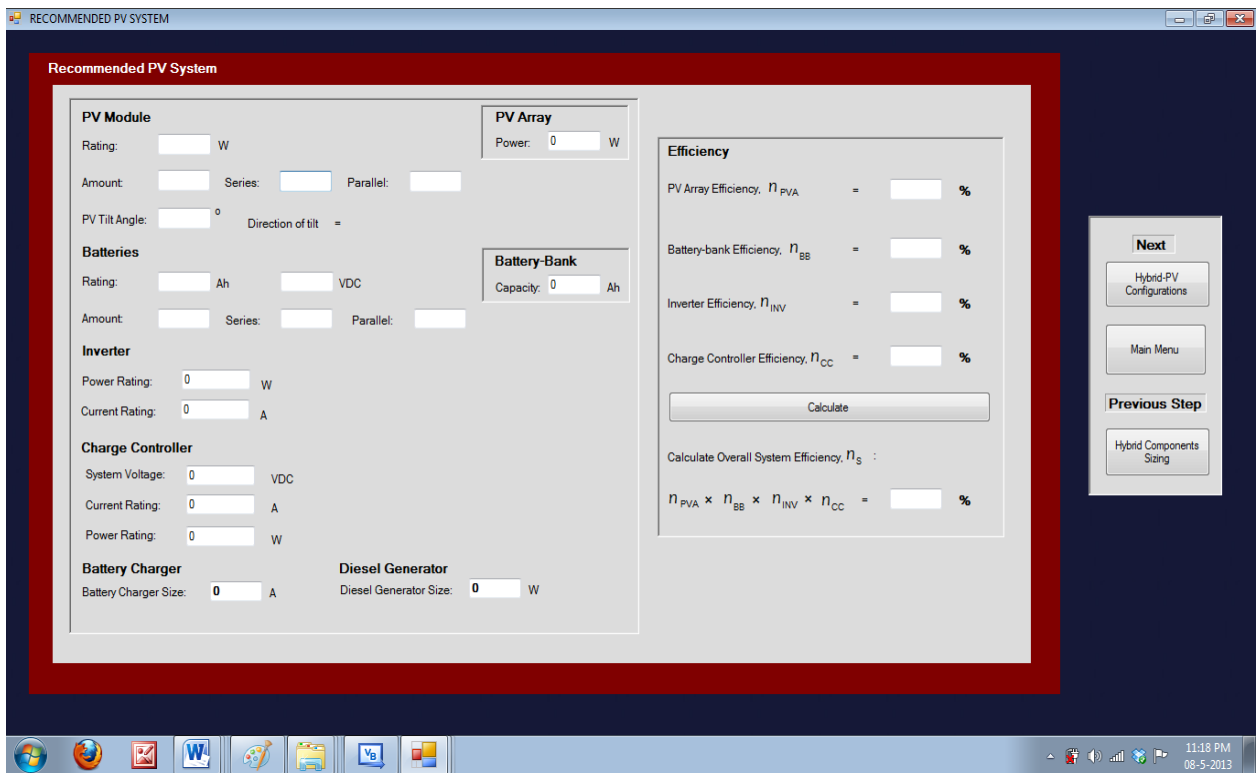 RECOMMENDED PV SYSTEM
Recommended PV System
PV Module
Rating: W
Amount: Series: Parallel:
PV Tilt Angle: o Direction of tilt =
PV Array
Power: 0 W
Batteries
Rating: Ah VDC
Amount: Series: Parallel:
Battery-Bank
Capacity: 0 Ah
Inverter
Power Rating: 0 W
Current Rating: 0 A
Charge Controller
System Voltage: 0 VDC
Current Rating: 0 A
Power Rating: 0 W
Battery Charger
Battery Charger Size: 0 A
Diesel Generator
Diesel Generator Size: 0 W
Efficiency
PV Array Efficiency, n PVA = %
Battery-bank Efficiency, n BB = %
Inverter Efficiency, n INV = %
Charge Controller Efficiency, n CC = %
Calculate
Calculate Overall System Efficiency, n S :
n PVA × n BB × n INV × n CC = %
Next
Hybrid-PV
Configurations
Main Menu
Previous Step
Hybrid Components
Sizing
W
VB
11:18 PM
08-5-2013